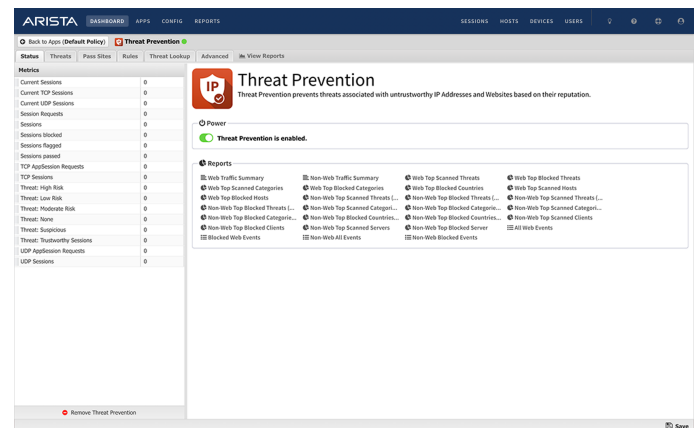 ARISTA DASHBOARD APPS CONFIG REPORTS SESSIONS HOSTS DEVICES USERS
Back to Apps (Default Policy) Threat Prevention
Status Threats Pass Sites Rules Threat Lookup Advanced View Reports
Metrics
Current Sessions 0
Current TCP Sessions 0
Current UDP Sessions 0
Session Requests 0
Sessions 0
Sessions blocked 0
Sessions flagged 0
Sessions passed 0
TCP AppSession Requests 0
TCP Sessions 0
Threat: High Risk 0
Threat: Low Risk 0
Threat: Moderate Risk 0
Threat: None 0
Threat: Suspicious 0
Threat: Trustworthy Sessions 0
UDP AppSession Requests 0
UDP Sessions 0
Remove Threat Prevention
IP
Threat Prevention
Threat Prevention prevents threats associated with untrustworthy IP Addresses and Websites based on their reputation.
Power
Threat Prevention is enabled.
Reports
Web Traffic Summary Non-Web Traffic Summary Web Top Scanned Threats Web Top Blocked Threats
Web Top Scanned Categories Web Top Blocked Categories Web Top Blocked Countries Web Top Scanned Hosts
Web Top Blocked Hosts Non-Web Top Scanned Threats (... Non-Web Top Blocked Threats (... Non-Web Top Scanned Threats (...
Non-Web Top Blocked Threats (... Non-Web Top Scanned Categori... Non-Web Top Blocked Categorie... Non-Web Top Scanned Categori...
Non-Web Top Blocked Categorie... Non-Web Top Blocked Countries... Non-Web Top Blocked Countries... Non-Web Top Scanned Clients
Non-Web Top Blocked Clients Non-Web Top Scanned Servers Non-Web Top Blocked Server All Web Events
Blocked Web Events Non-Web All Events Non-Web Blocked Events
Save